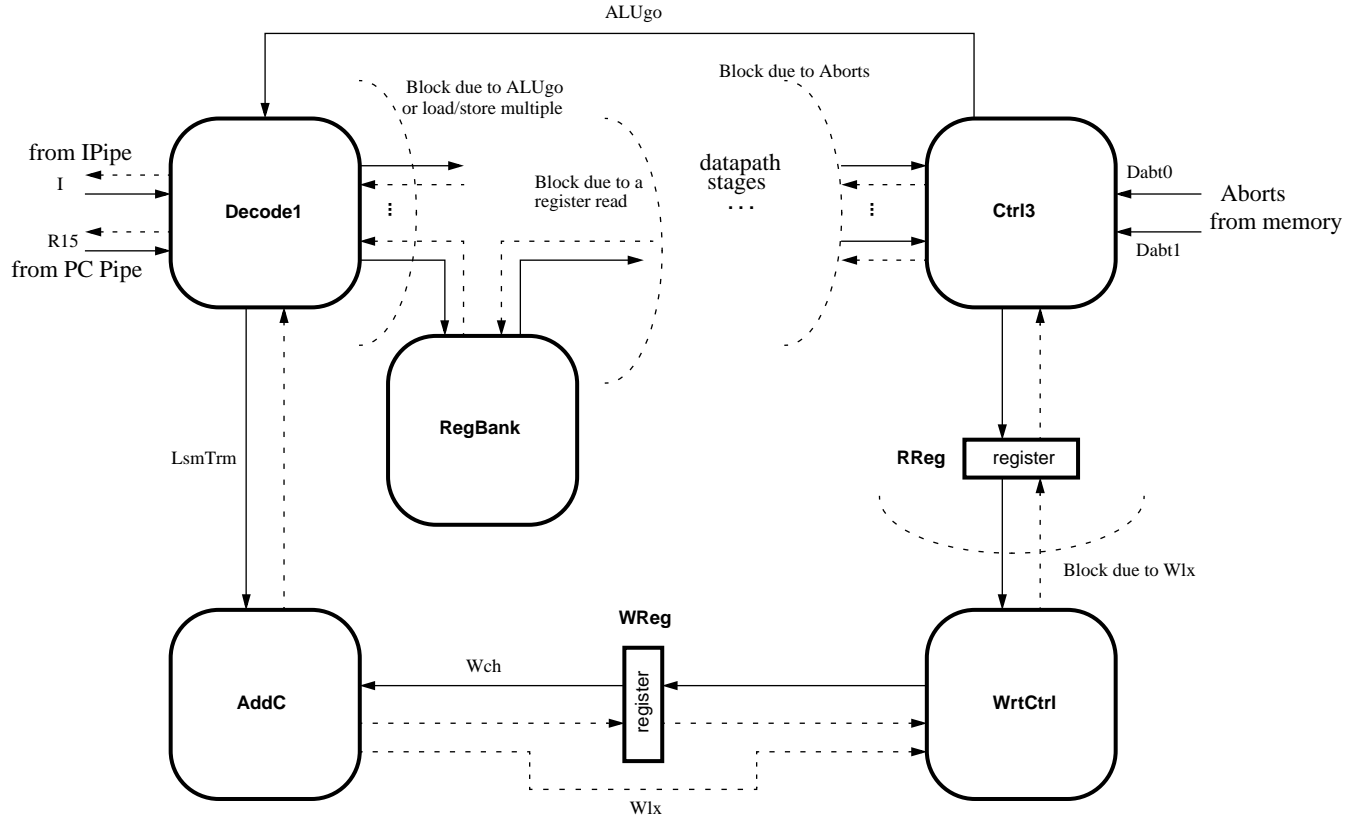 ALUgo
Block due to Aborts
Block due to ALUgo
or load/store multiple
from IPipe
I
R15
from PC Pipe
Decode1
...
Block due to a
register read
datapath
stages
...
...
Ctrl3
Dabt0
Dabt1
Aborts
from memory
RegBank
LsmTrm
RReg
register
Block due to Wlx
WReg
register
Wch
AddC
WrtCtrl
Wlx